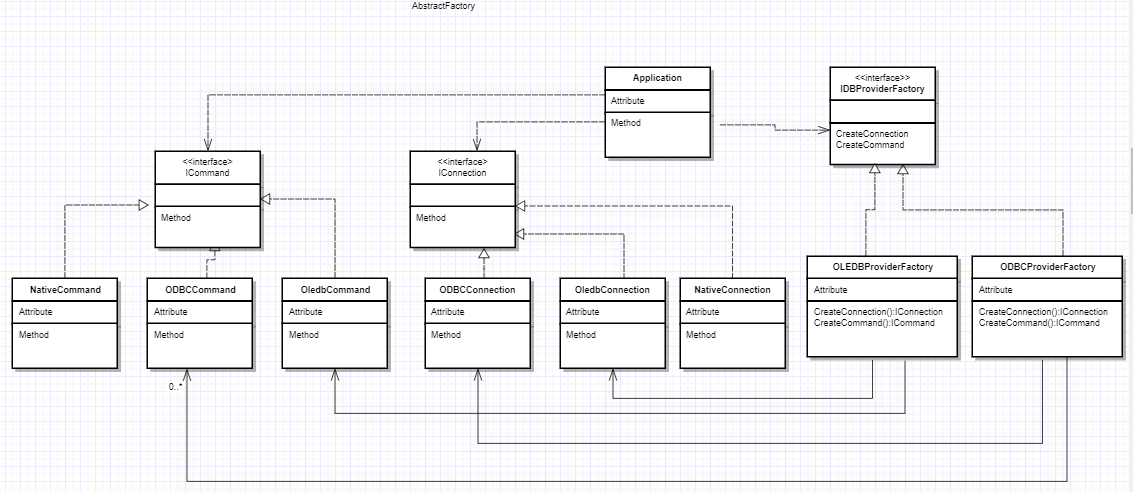 AbstractFactory
Application
Attribute
Method
<<interface>>
IDBProviderFactory
CreateConnection
CreateCommand
<<interface>
ICommand
Method
<<interface>
IConnection
Method
OLEDBProviderFactory
Attribute
CreateConnection():IConnection
CreateCommand():ICommand
ODBCProviderFactory
Attribute
CreateConnection():IConnection
CreateCommand():ICommand
NativeCommand
Attribute
Method
ODBCCommand
Attribute
Method
OledbCommand
Attribute
Method
ODBCConnection
Attribute
Method
OledbConnection
Attribute
Method
NativeConnection
Attribute
Method
0..*